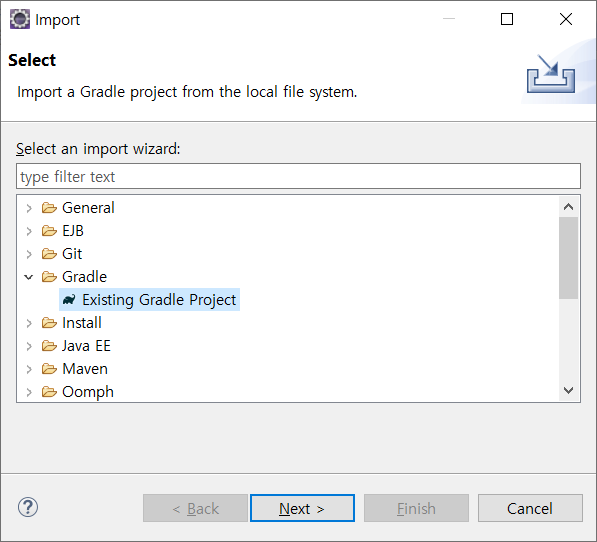 Import
Select
Import a Gradle project from the local file system.
Select an import wizard:
type filter text
General
EJB
Git
Gradle
Existing Gradle Project
Install
Java EE
Maven
Oomph
?
< Back
Next >
Finish
Cancel